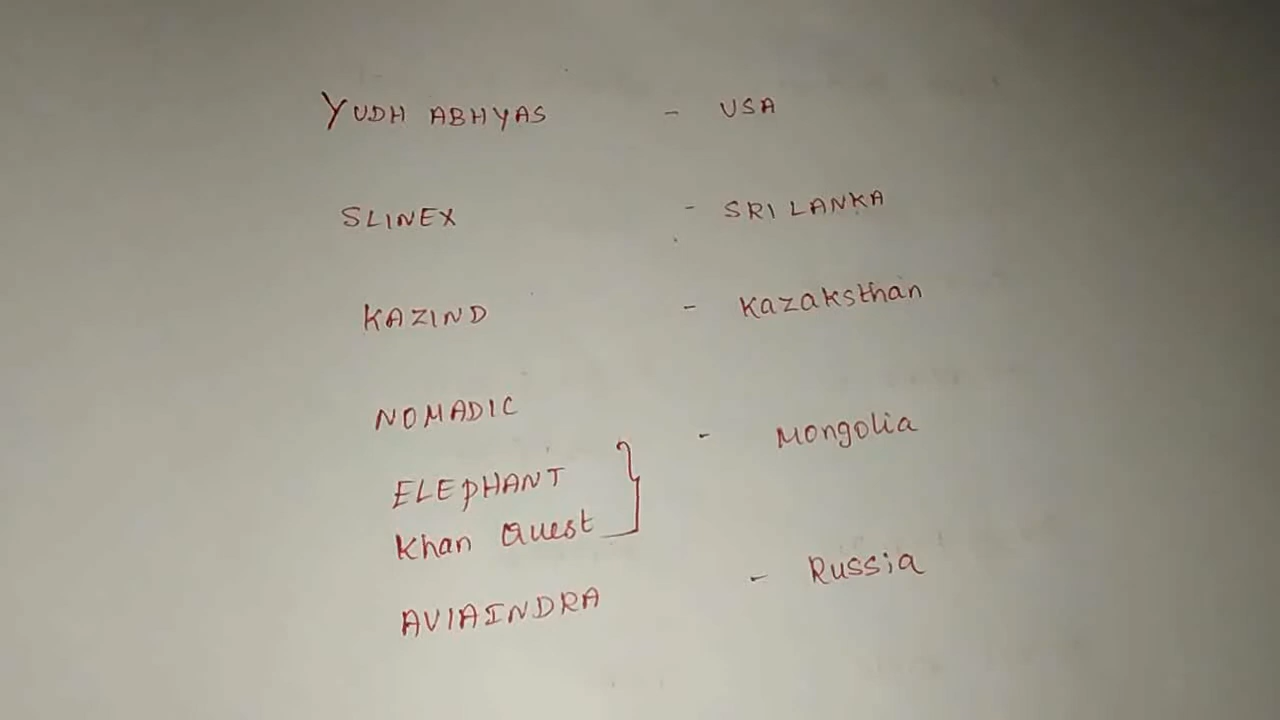 YUDH ABHYAS - USA
SLINEX - SRI LANKA
KAZIND - Kazaksthan
NOMADIC
ELEPHANT
Khan Quest } - Mongolia
AVIAINDRA - Russia